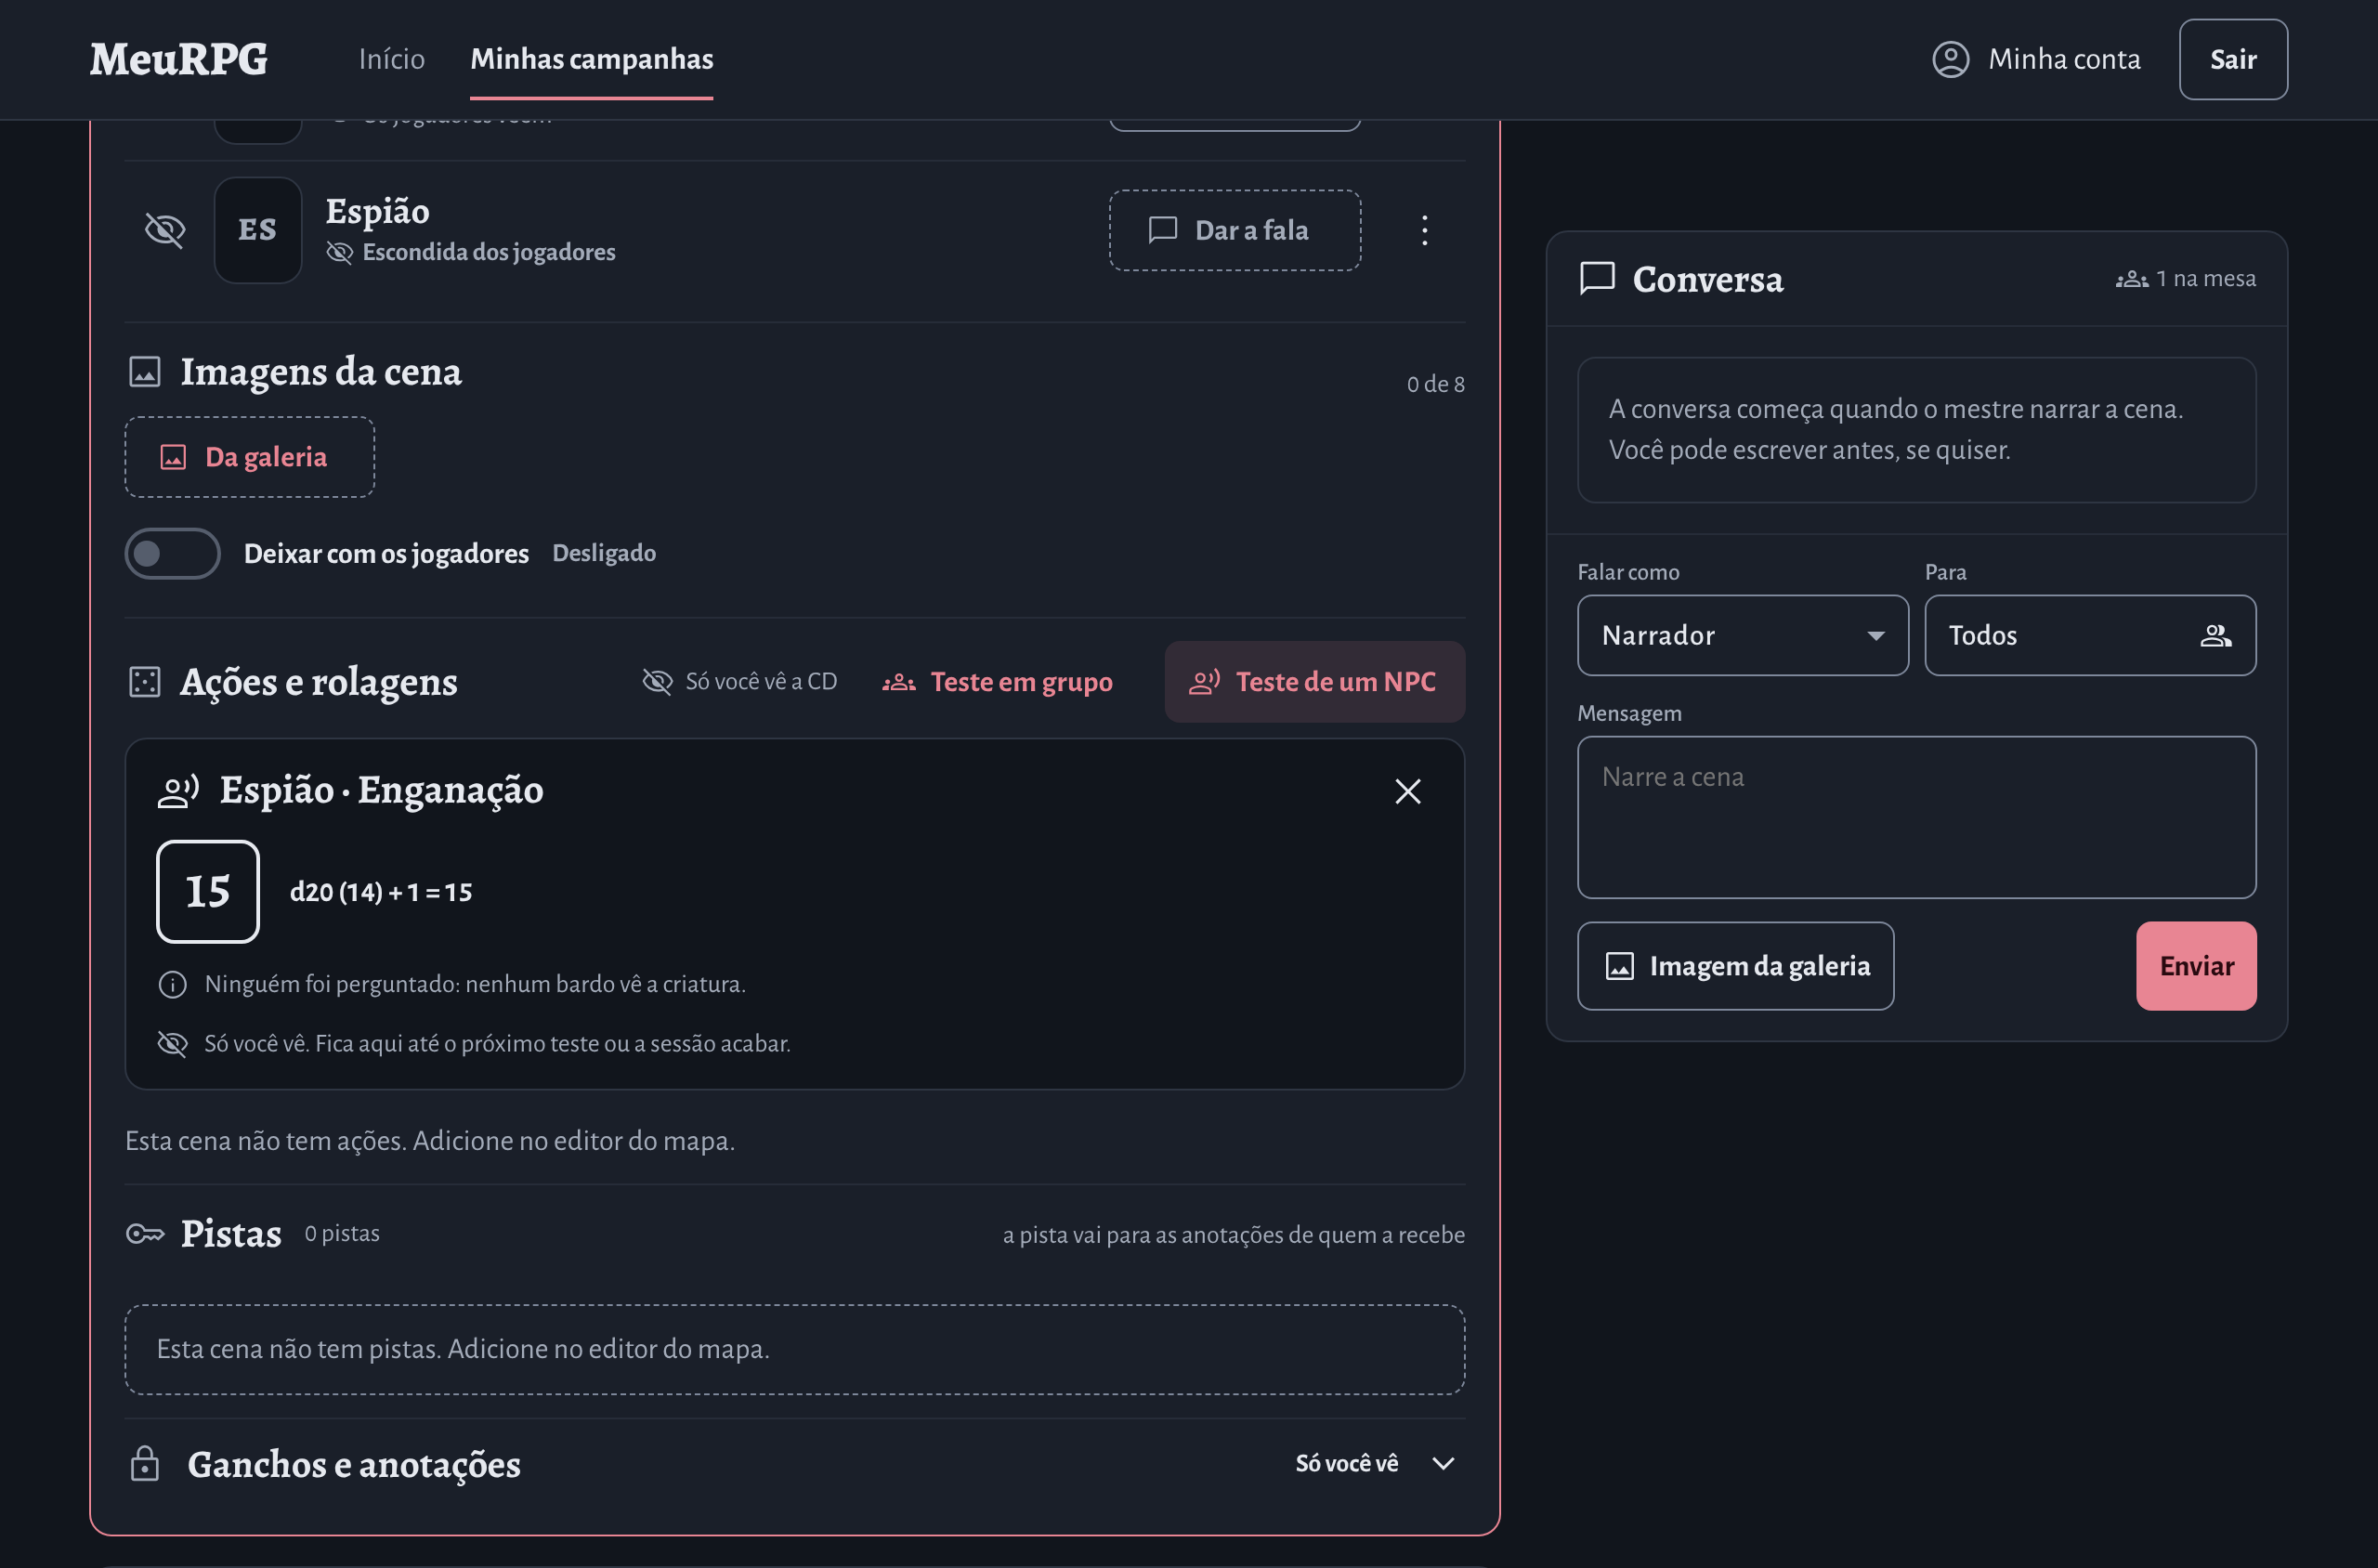 MeuRPG
Início
Minhas campanhas
Minha conta
Sair
ES
Espião
Escondida dos jogadores
Dar a fala
Imagens da cena
0 de 8
Da galeria
Deixar com os jogadores
Desligado
Ações e rolagens
Só você vê a CD
Teste em grupo
Teste de um NPC
Espião · Enganação
15
d20 (14) + 1 = 15
Ninguém foi perguntado: nenhum bardo vê a criatura.
Só você vê. Fica aqui até o próximo teste ou a sessão acabar.
Esta cena não tem ações. Adicione no editor do mapa.
Pistas
0 pistas
a pista vai para as anotações de quem a recebe
Esta cena não tem pistas. Adicione no editor do mapa.
Ganchos e anotações
Só você vê
Conversa
1 na mesa
A conversa começa quando o mestre narrar a cena.
Você pode escrever antes, se quiser.
Falar como
Para
Narrador
Todos
Mensagem
Narre a cena
Imagem da galeria
Enviar